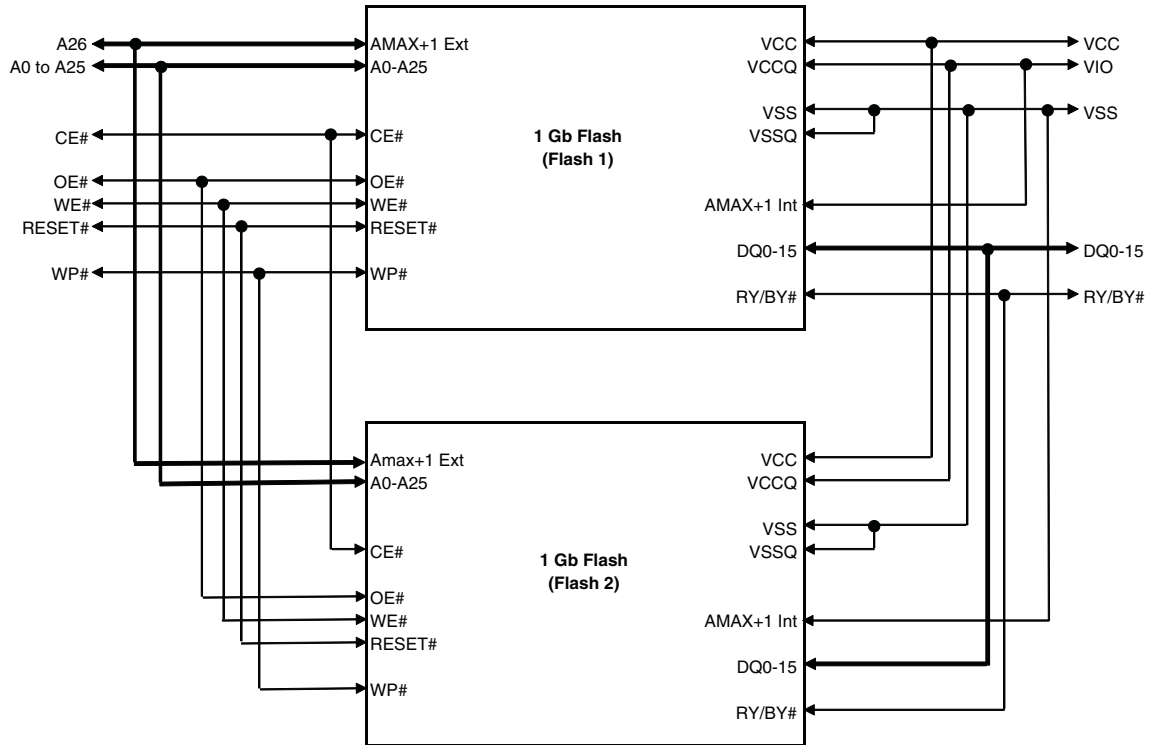 A26
AMAX+1 Ext
VCC
VCC
A0 to A25
A0-A25
VCCQ
VIO
VSS
VSS
CE#
CE#
1 Gb Flash
(Flash 1)
VSSQ
OE#
OE#
WE#
WE#
AMAX+1 Int
RESET#
RESET#
DQ0-15
DQ0-15
WP#
WP#
RY/BY#
RY/BY#
Amax+1 Ext
VCC
A0-A25
VCCQ
VSS
CE#
1 Gb Flash
(Flash 2)
VSSQ
OE#
WE#
AMAX+1 Int
RESET#
DQ0-15
WP#
RY/BY#